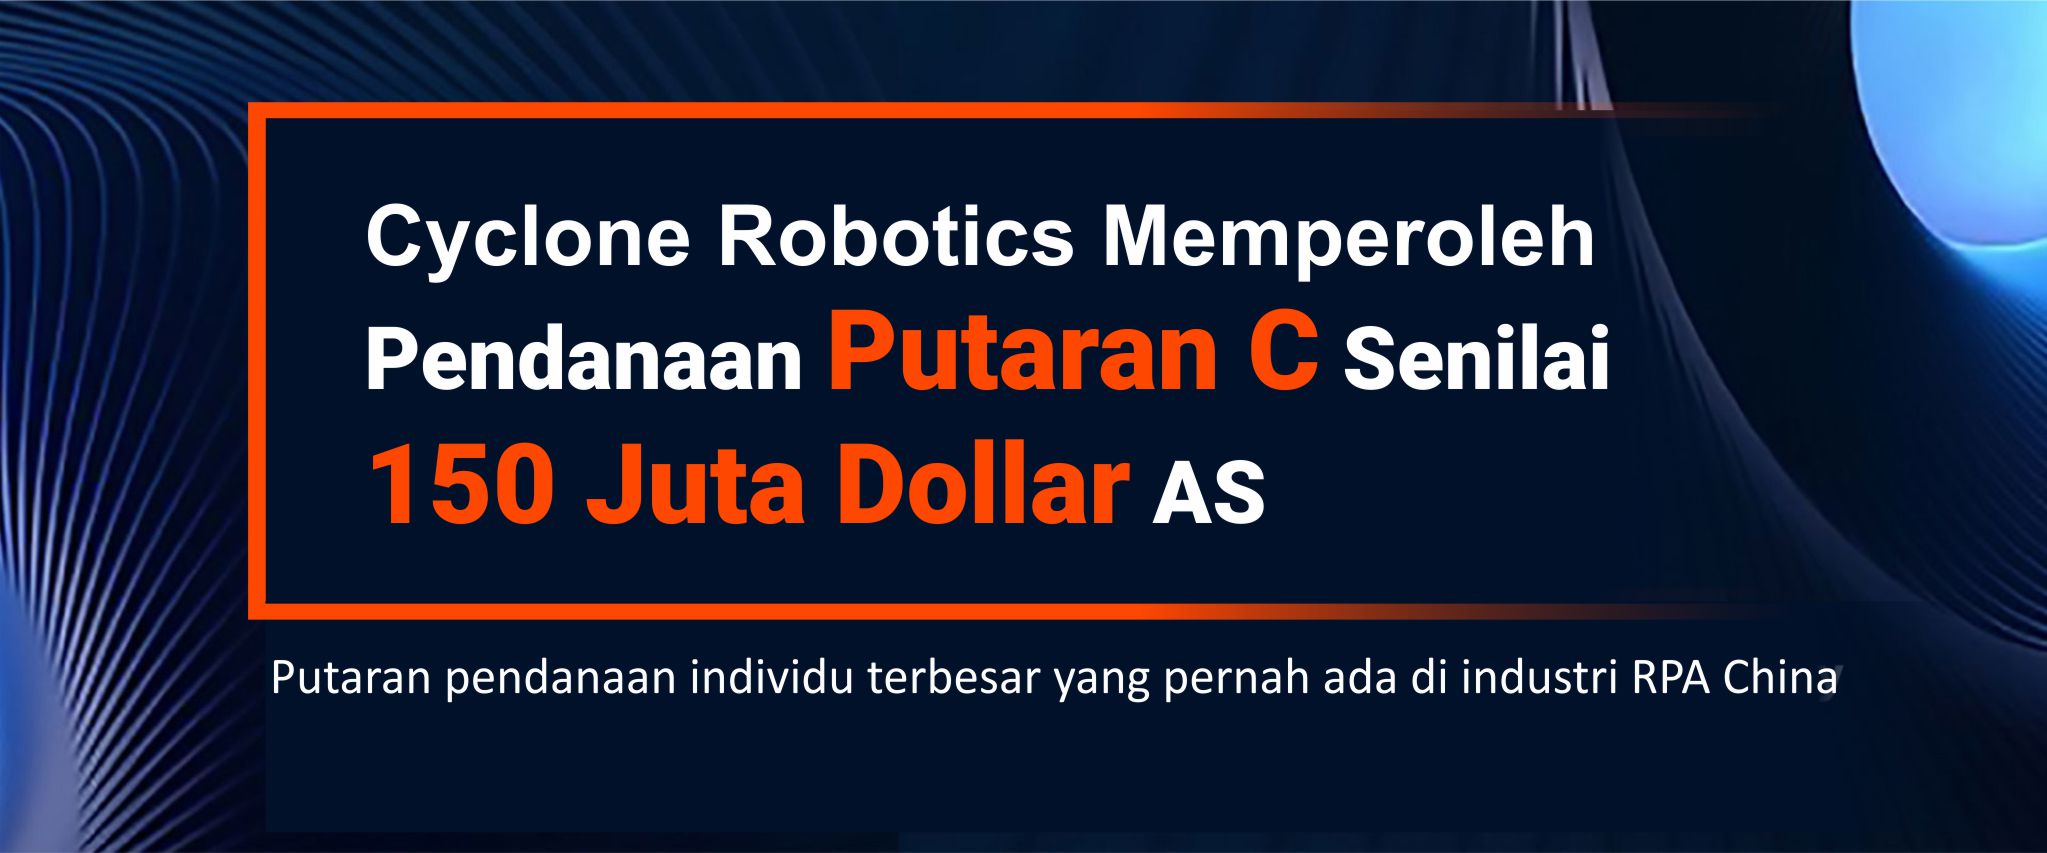 Cyclone Robotics Memperoleh
Pendanaan Putaran C Senilai
150 Juta Dollar AS
Putaran pendanaan individu terbesar yang pernah ada di industri RPA China